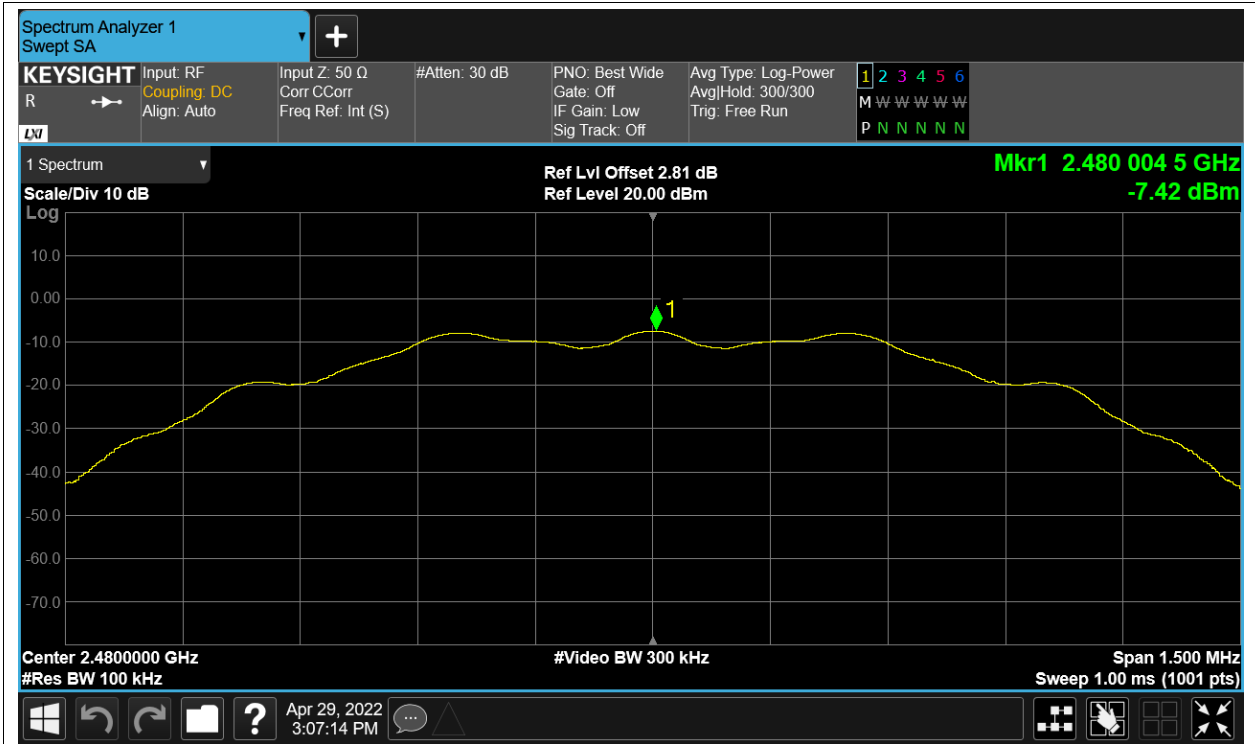 Spectrum Analyzer 1
Swept SA
KEYSIGHT
R
LXI
Input: RF
Coupling: DC
Align: Auto
Input Z: 50 Ω
Corr CCorr
Freq Ref: Int (S)
#Atten: 30 dB
PNO: Best Wide
Gate: Off
IF Gain: Low
Sig Track: Off
Avg Type: Log-Power
Avg|Hold: 300/300
Trig: Free Run
1 2 3 4 5 6
M W W W W W
P N N N N N
1 Spectrum
Scale/Div 10 dB
Log
Ref Lvl Offset 2.81 dB
Ref Level 20.00 dBm
Mkr1 2.480 004 5 GHz
-7.42 dBm
10.0
0.00
-10.0
-20.0
-30.0
-40.0
-50.0
-60.0
-70.0
1
Center 2.4800000 GHz
#Res BW 100 kHz
#Video BW 300 kHz
Span 1.500 MHz
Sweep 1.00 ms (1001 pts)
?
Apr 29, 2022
3:07:14 PM